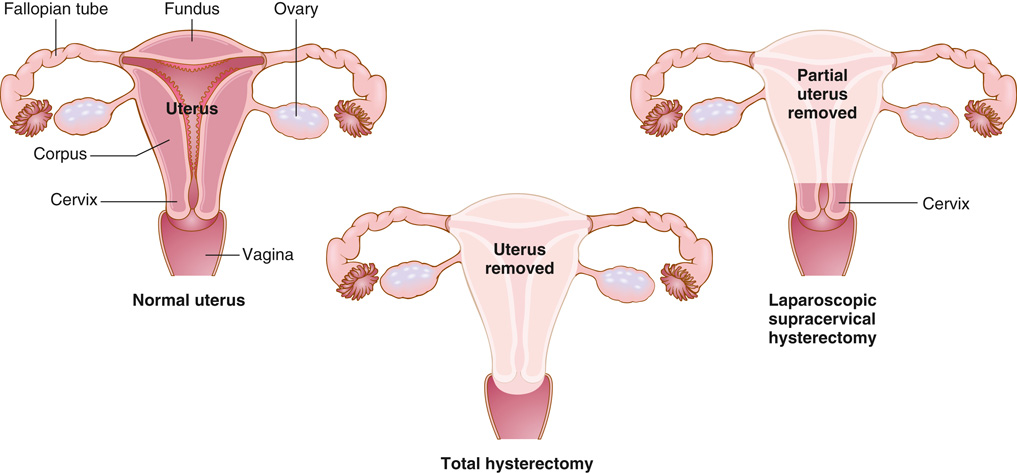 Fallopian tube
Fundus
Ovary
Uterus
Corpus
Cervix
Vagina
Normal uterus
Uterus
removed
Total hysterectomy
Partial
uterus
removed
Cervix
Laparoscopic
supracervical
hysterectomy